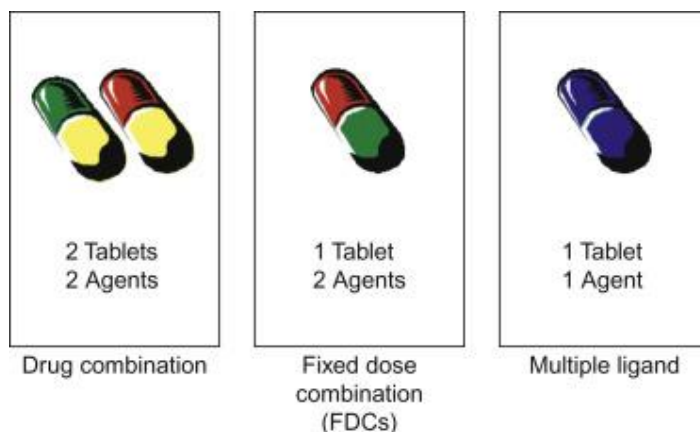 2 Tablets
2 Agents
Drug combination
1 Tablet
2 Agents
Fixed dose
combination
(FDCs)
1 Tablet
1 Agent
Multiple ligand